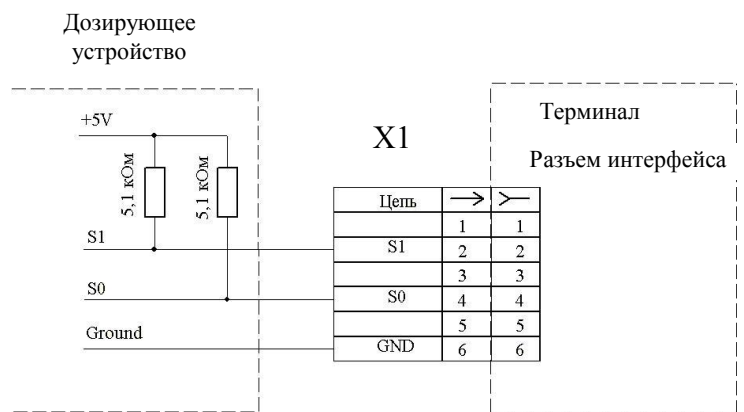 Дозирующее
устройство
+5V
5,1 кОм
5,1 кОм
S1
S0
Ground
X1
Цепь
1 1
S1 2 2
3 3
S0 4 4
5 5
GND 6 6
Терминал
Разъем интерфейса